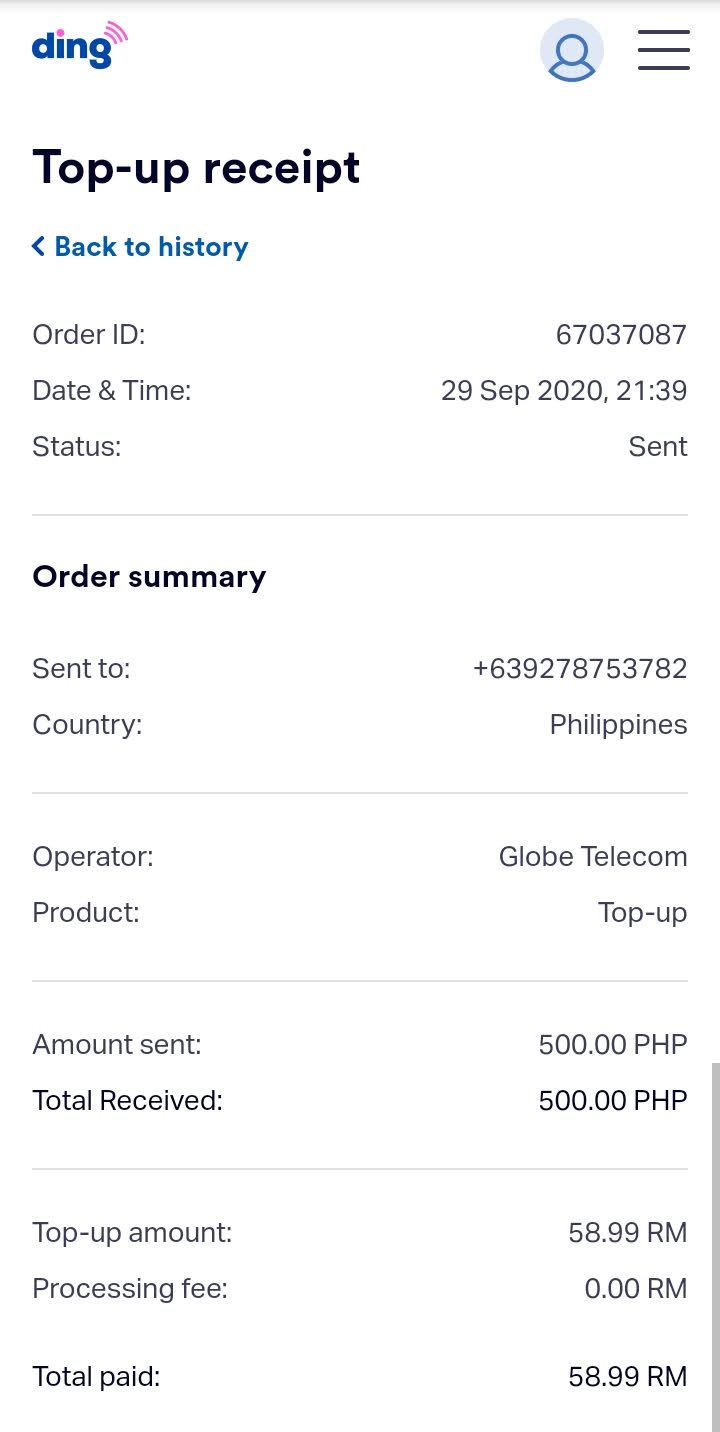 ding
Top-up receipt
Back to history
Order ID: 67037087
Date & Time: 29 Sep 2020, 21:39
Status: Sent
Order summary
Sent to: +639278753782
Country: Philippines
Operator: Globe Telecom
Product: Top-up
Amount sent: 500.00 PHP
Total Received: 500.00 PHP
Top-up amount: 58.99 RM
Processing fee: 0.00 RM
Total paid: 58.99 RM